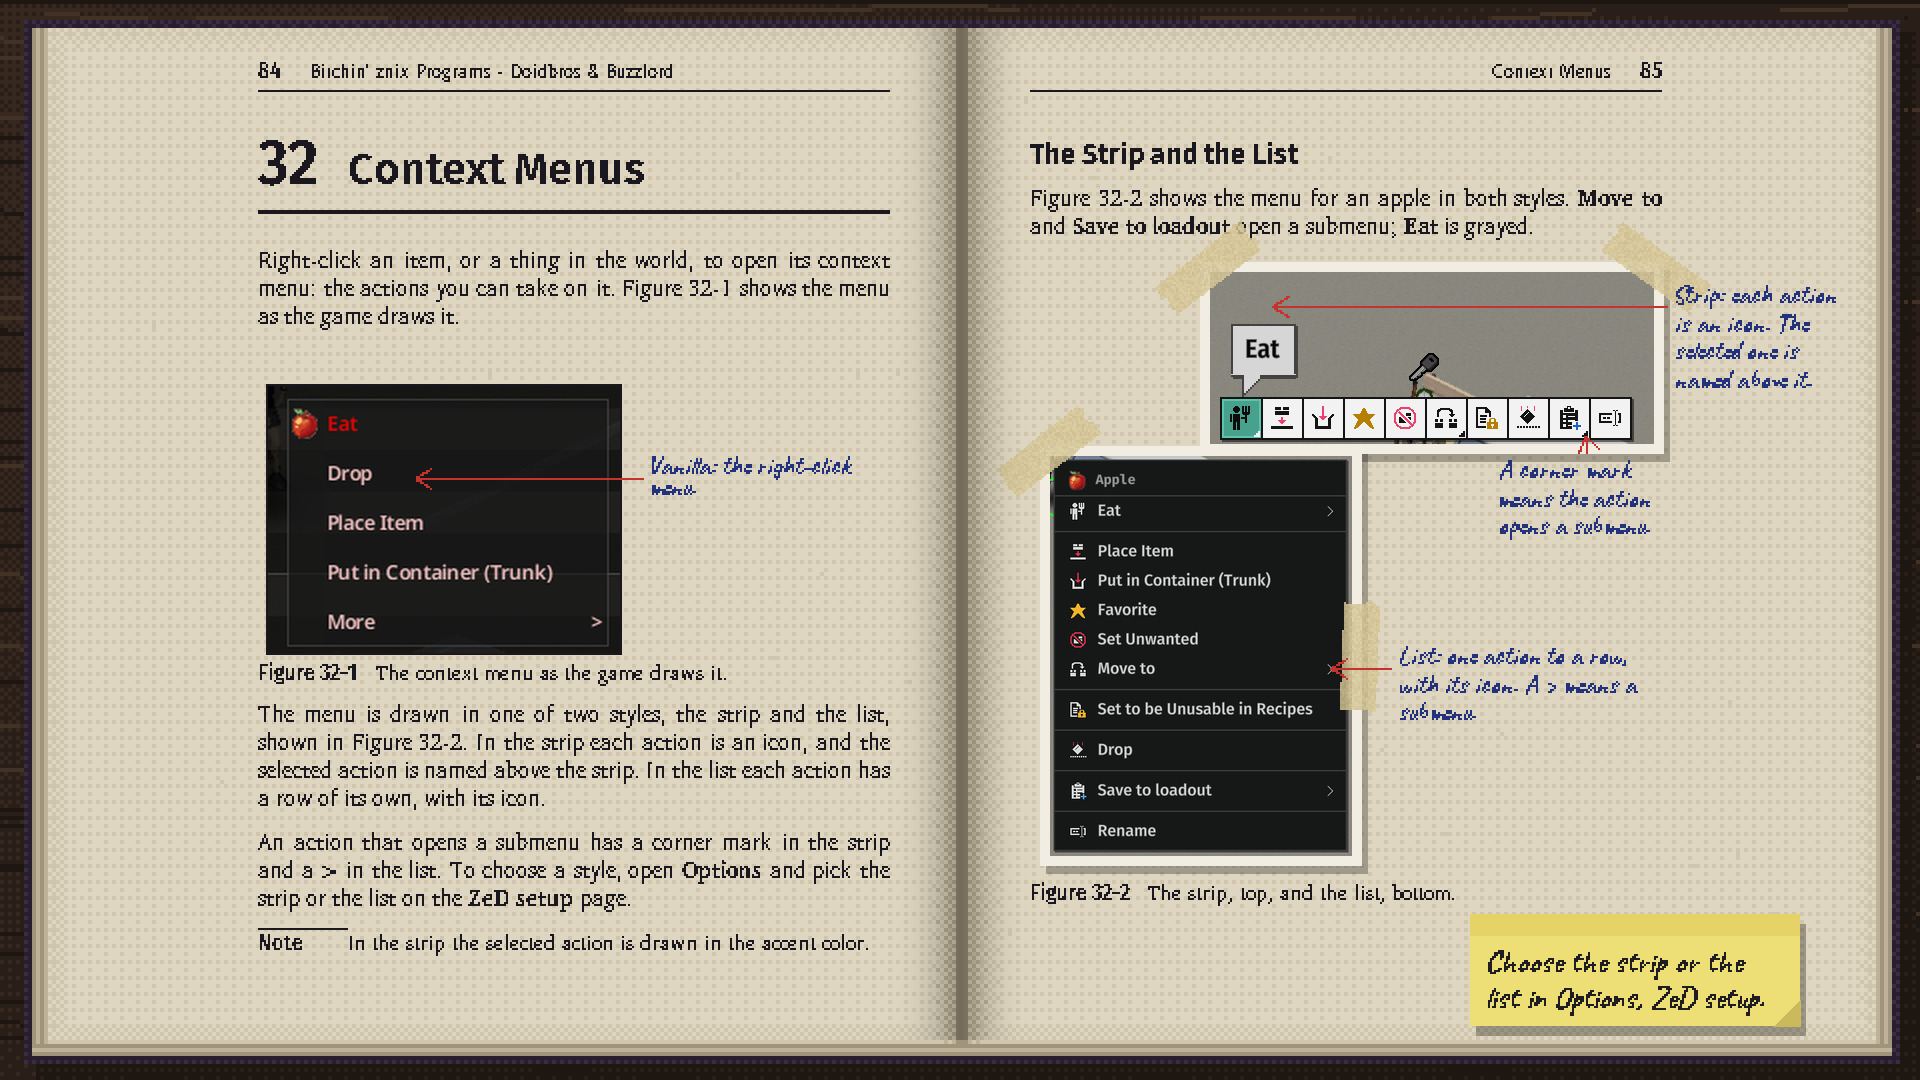 84 Bitchin' znix Programs - Doidbros & Buzzlord
32 Context Menus
Right-click an item, or a thing in the world, to open its context
menu: the actions you can take on it. Figure 32-1 shows the menu
as the game draws it.
Eat
Drop
Place Item
Put in Container (Trunk)
More >
Vanilla: the right-click
menu.
Figure 32-1 The context menu as the game draws it.
The menu is drawn in one of two styles, the strip and the list,
shown in Figure 32-2. In the strip each action is an icon, and the
selected action is named above the strip. In the list each action has
a row of its own, with its icon.
An action that opens a submenu has a corner mark in the strip
and a > in the list. To choose a style, open Options and pick the
strip or the list on the ZeD setup page.
Note In the strip the selected action is drawn in the accent color.
Context Menus 85
The Strip and the List
Figure 32-2 shows the menu for an apple in both styles. Move to
and Save to loadout open a submenu; Eat is grayed.
Strip: each action
is an icon. The
selected one is
named above it.
Eat
A corner mark
means the action
opens a submenu.
Apple
Eat >
Place Item
Put in Container (Trunk)
Favorite
Set Unwanted
Move to >
Set to be Unusable in Recipes
Drop
Save to loadout >
Rename
List: one action to a row,
with its icon. A > means a
submenu.
Figure 32-2 The strip, top, and the list, bottom.
Choose the strip or the
list in Options, ZeD setup.